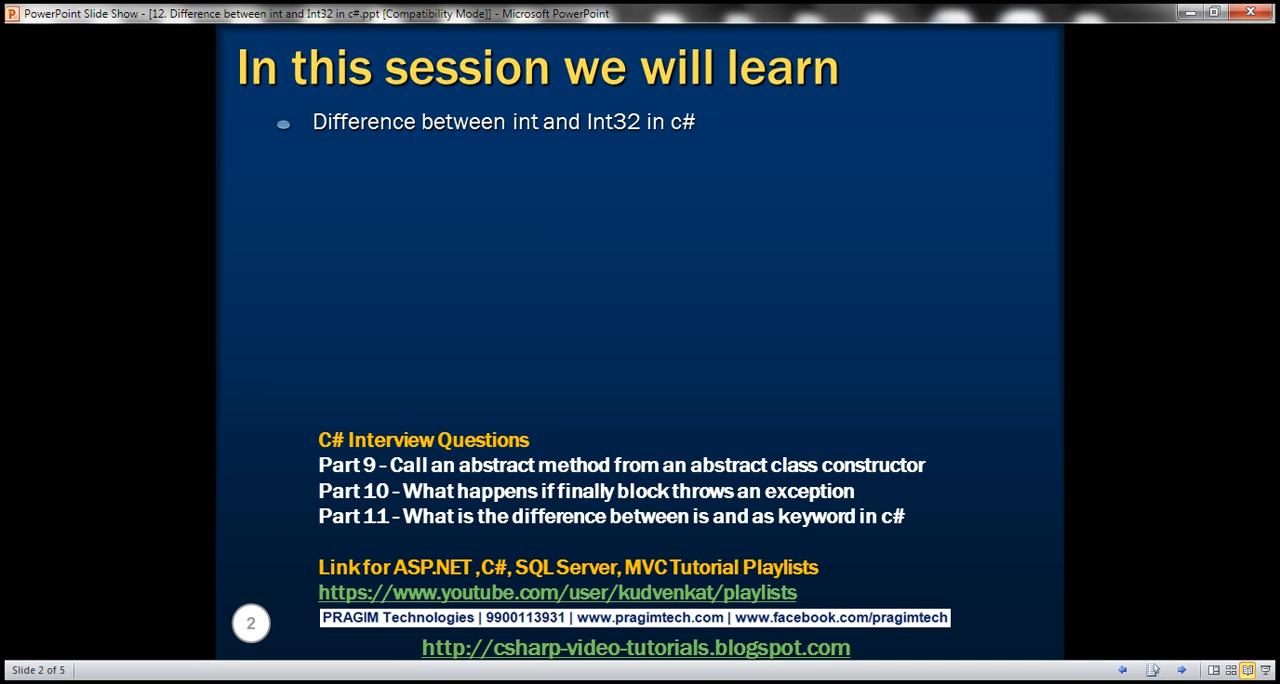 PowerPoint Slide Show - [12. Difference between int and Int32 in c#.ppt [Compatibility Mode]] - Microsoft PowerPoint
In this session we will learn
Difference between int and Int32 in c#
C# Interview Questions
Part 9 - Call an abstract method from an abstract class constructor
Part 10 - What happens if finally block throws an exception
Part 11 - What is the difference between is and as keyword in c#
Link for ASP.NET ,C#, SQL Server, MVC Tutorial Playlists
https://www.youtube.com/user/kudvenkat/playlists
PRAGIM Technologies | 9900113931 | www.pragimtech.com | www.facebook.com/pragimtech
2
http://csharp-video-tutorials.blogspot.com
Slide 2 of 5